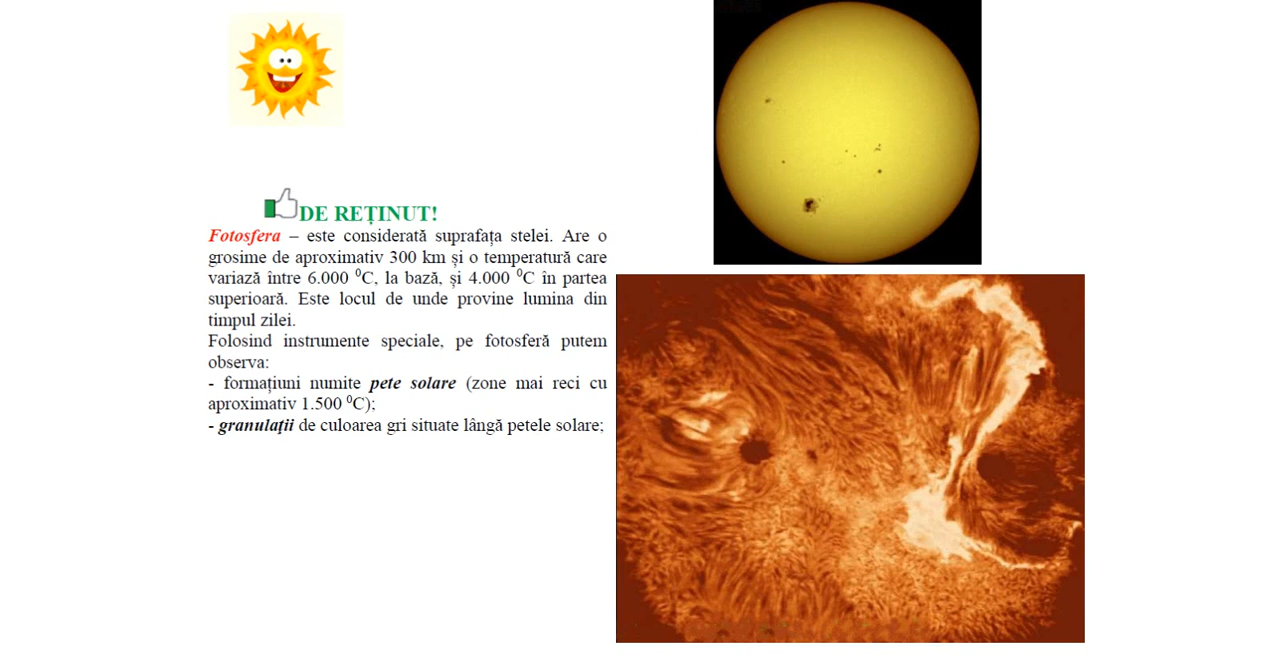 DE REȚINUT!
Fotosfera – este considerată suprafața stelei. Are o
grosime de aproximativ 300 km și o temperatură care
variază între 6.000 ⁰C, la bază, și 4.000 ⁰C în partea
superioară. Este locul de unde provine lumina din
timpul zilei.
Folosind instrumente speciale, pe fotosferă putem
observa:
- formațiuni numite pete solare (zone mai reci cu
aproximativ 1.500 ⁰C);
- granulații de culoarea gri situate lângă petele solare;